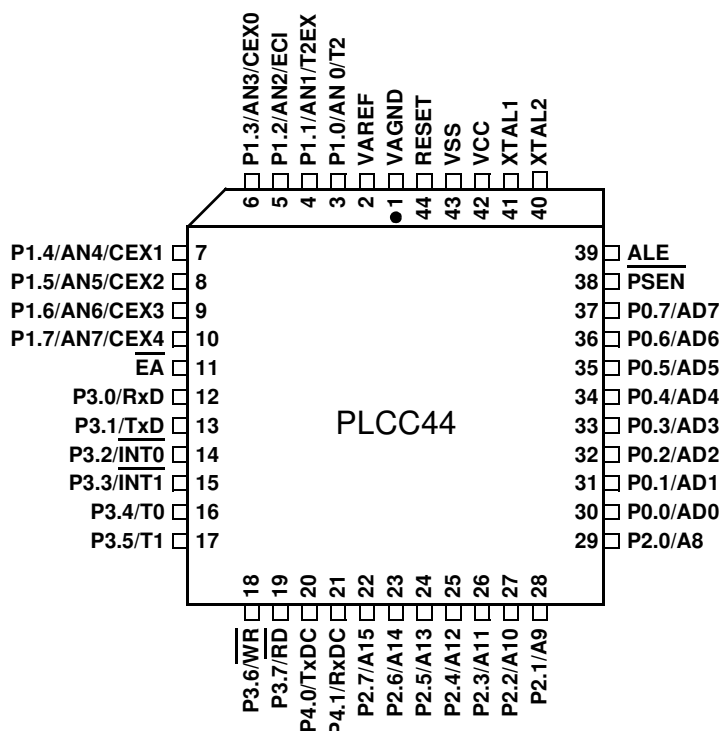 P1.3/AN3/CEX0
P1.2/AN2/ECI
P1.1/AN1/T2EX
P1.0/AN 0/T2
VAREF
VAGND
RESET
VSS
VCC
XTAL1
XTAL2
6 5 4 3 2 1 44 43 42 41 40
P1.4/AN4/CEX1 7
P1.5/AN5/CEX2 8
P1.6/AN6/CEX3 9
P1.7/AN7/CEX4 10
EA 11
P3.0/RxD 12
P3.1/TxD 13
P3.2/INT0 14
P3.3/INT1 15
P3.4/T0 16
P3.5/T1 17
PLCC44
39 ALE
38 PSEN
37 P0.7/AD7
36 P0.6/AD6
35 P0.5/AD5
34 P0.4/AD4
33 P0.3/AD3
32 P0.2/AD2
31 P0.1/AD1
30 P0.0/AD0
29 P2.0/A8
18 19 20 21 22 23 24 25 26 27 28
P3.6/WR
P3.7/RD
P4.0/TxDC
P4.1/RxDC
P2.7/A15
P2.6/A14
P2.5/A13
P2.4/A12
P2.3/A11
P2.2/A10
P2.1/A9